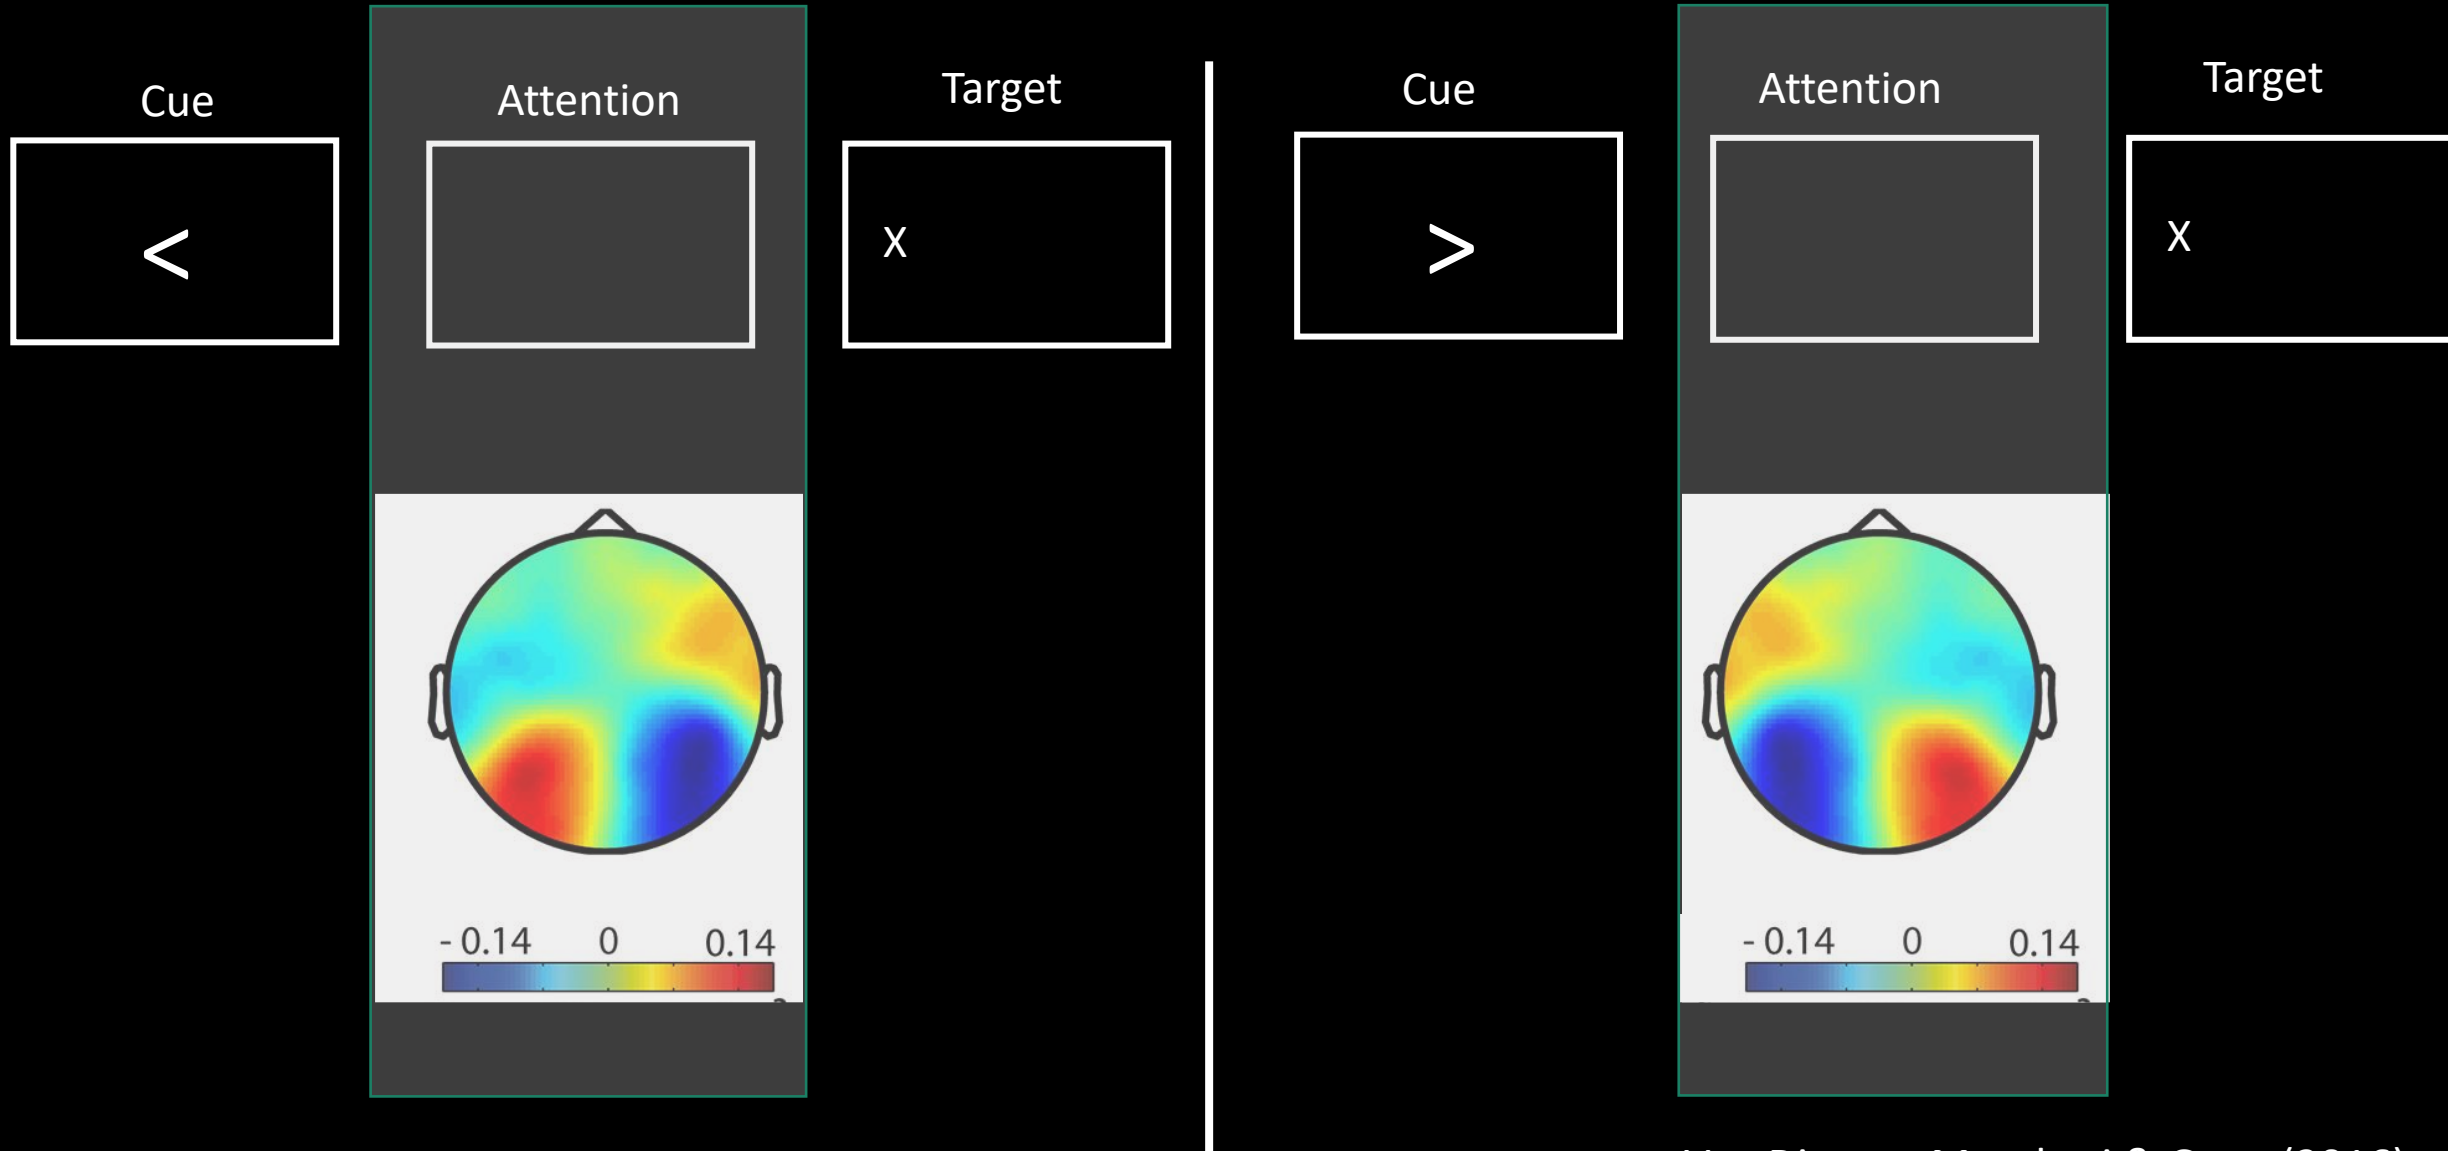 Cue
Attention
Target
<
X
- 0.14 0 0.14
Cue
Attention
Target
>
X
- 0.14 0 0.14